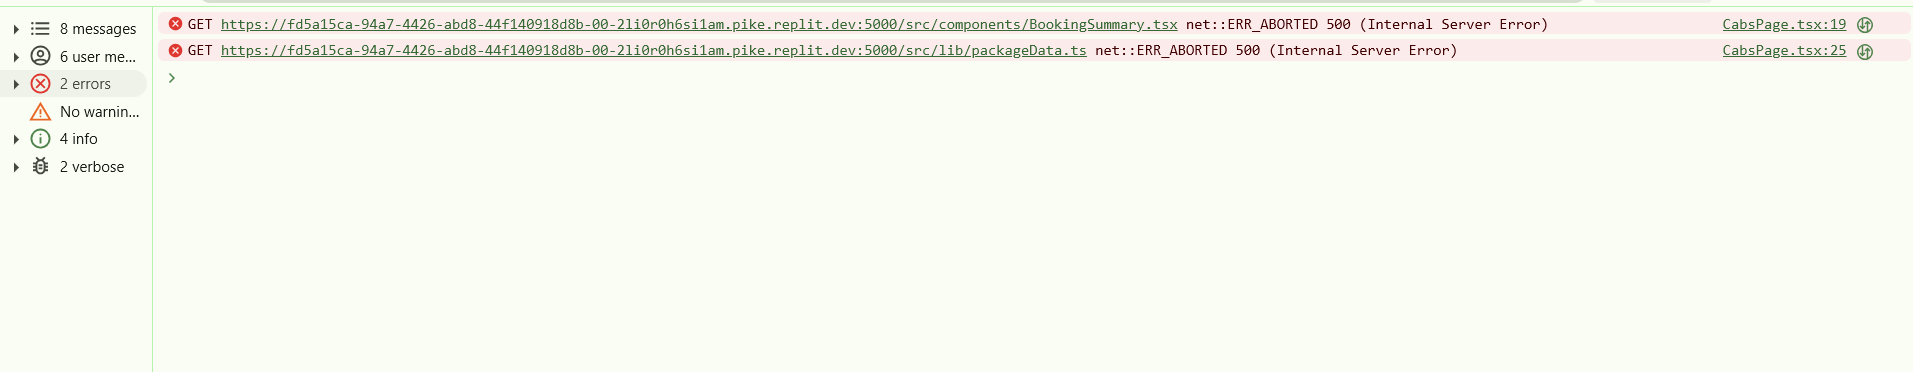 8 messages
6 user me...
2 errors
No warnin...
4 info
2 verbose
GET https://fd5a15ca-94a7-4426-abd8-44f140918d8b-00-2li0r0h6si1am.pike.replit.dev:5000/src/components/BookingSummary.tsx net::ERR_ABORTED 500 (Internal Server Error) CabsPage.tsx:19
GET https://fd5a15ca-94a7-4426-abd8-44f140918d8b-00-2li0r0h6si1am.pike.replit.dev:5000/src/lib/packageData.ts net::ERR_ABORTED 500 (Internal Server Error) CabsPage.tsx:25